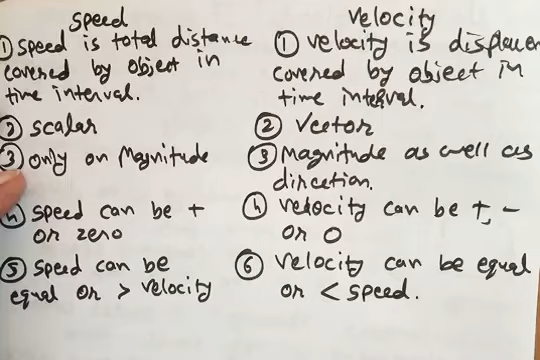 Speed
① Speed is total distance
covered by object in
time interval.
② Scalar
③ only on Magnitude
④ Speed can be +
or zero
⑤ Speed can be
equal or > velocity
Velocity
① Velocity is
covered by object in
time interval.
② Vector
③ Magnitude as well as
direction.
④ velocity can be +, -
or 0
⑥ Velocity can be equal
or < speed.